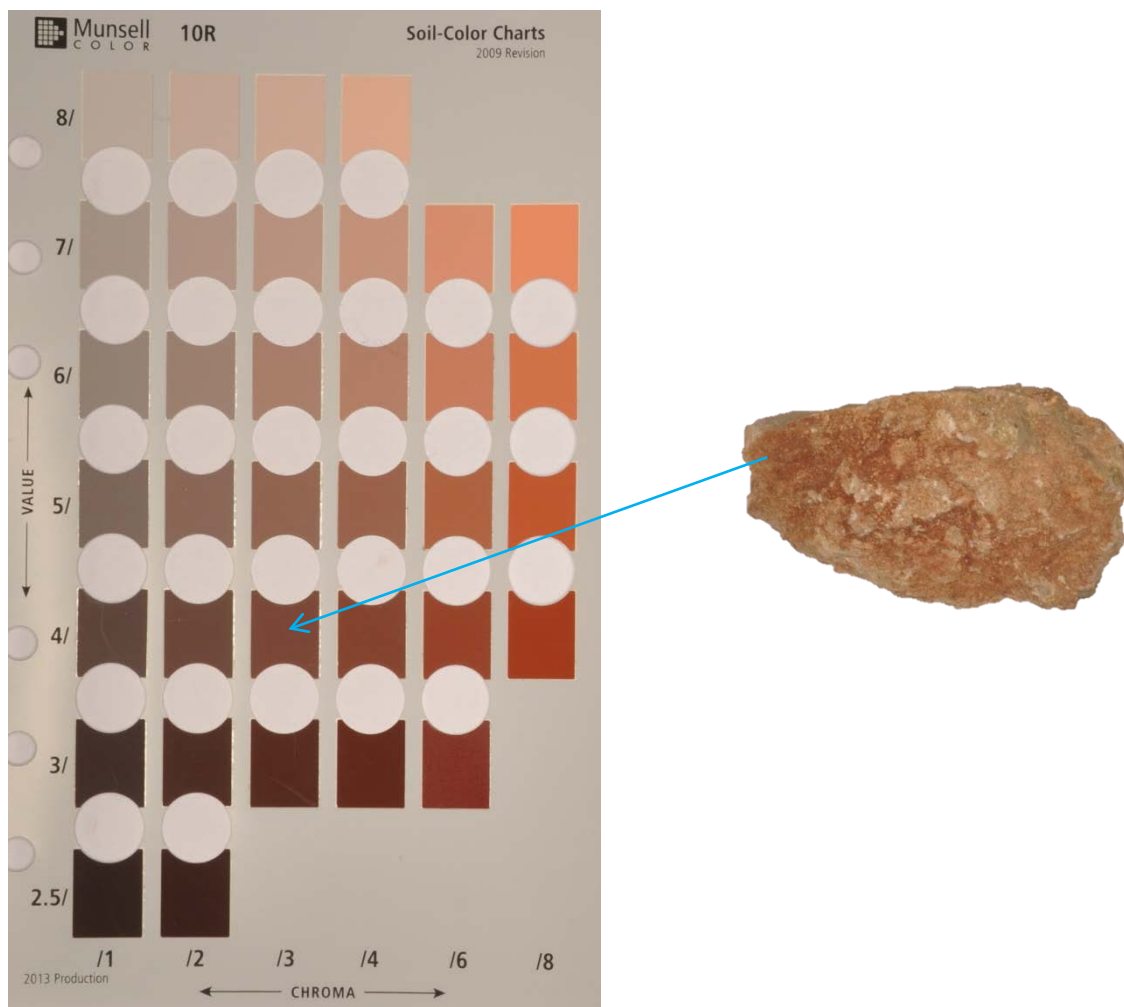 Munsell 10R Soil-Color Charts
COLOR 2009 Revision
8/
7/
6/
VALUE
5/
4/
3/
2.5/
/1 /2 /3 /4 /6 /8
2013 Production
CHROMA